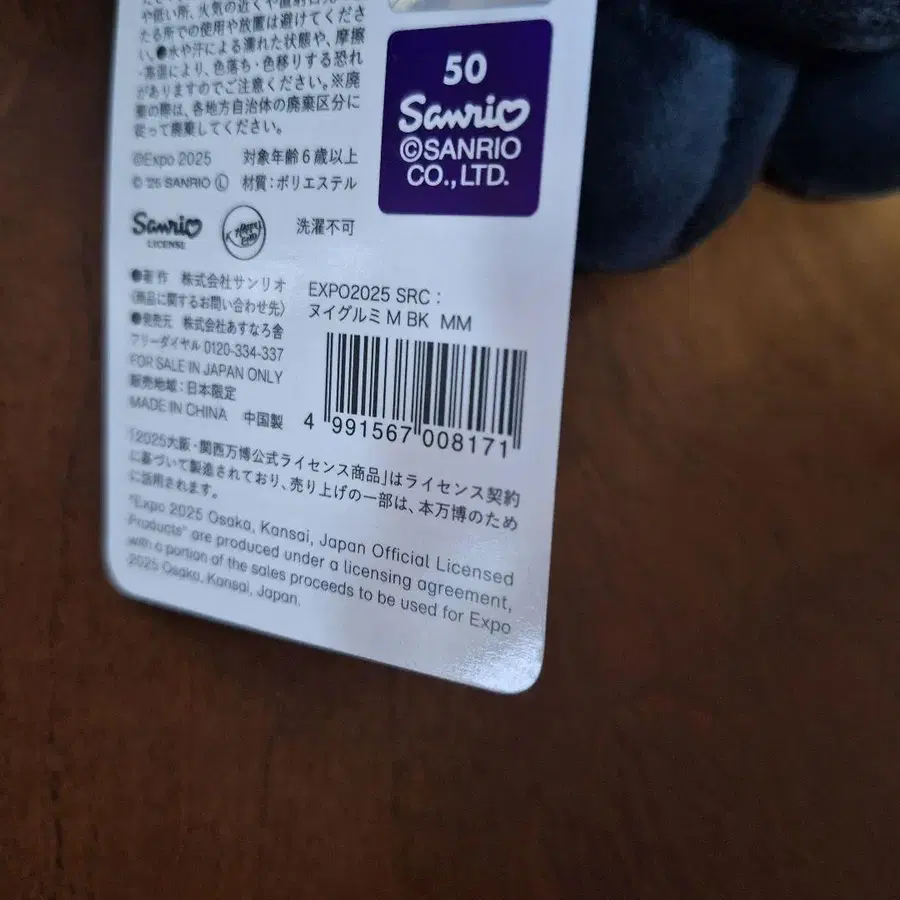 や低い所、火気の近くや直射日光
たる所での使用や放置は避けてくださ
い。●水や汗による濡れた状態や、摩擦
・高温により、色落ち・色移りする恐れ
がありますのでご注意ください。※廃
棄の際は、各地方自治体の廃棄区分に
従って廃棄してください。
©Expo 2025 対象年齢6歳以上
© '25 SANRIO Ⓛ 材質：ポリエステル
Sanrio
LICENSE
洗濯不可
50
Sanrio
©SANRIO
CO., LTD.
●著作 株式会社サンリオ
〈商品に関するお問い合わせ先〉
●発売元 株式会社あすなろ舎
フリーダイヤル 0120-334-337
FOR SALE IN JAPAN ONLY
販売地域：日本限定
MADE IN CHINA 中国製
EXPO2025 SRC：
ヌイグルミ M BK MM
4 991567 008171
「2025大阪・関西万博公式ライセンス商品」はライセンス契約
に基づいて製造されており、売り上げの一部は、本万博のため
に活用されます。
"Expo 2025 Osaka, Kansai, Japan Official Licensed
Products" are produced under a licensing agreement,
with a portion of the sales proceeds to be used for Expo
2025 Osaka, Kansai, Japan.